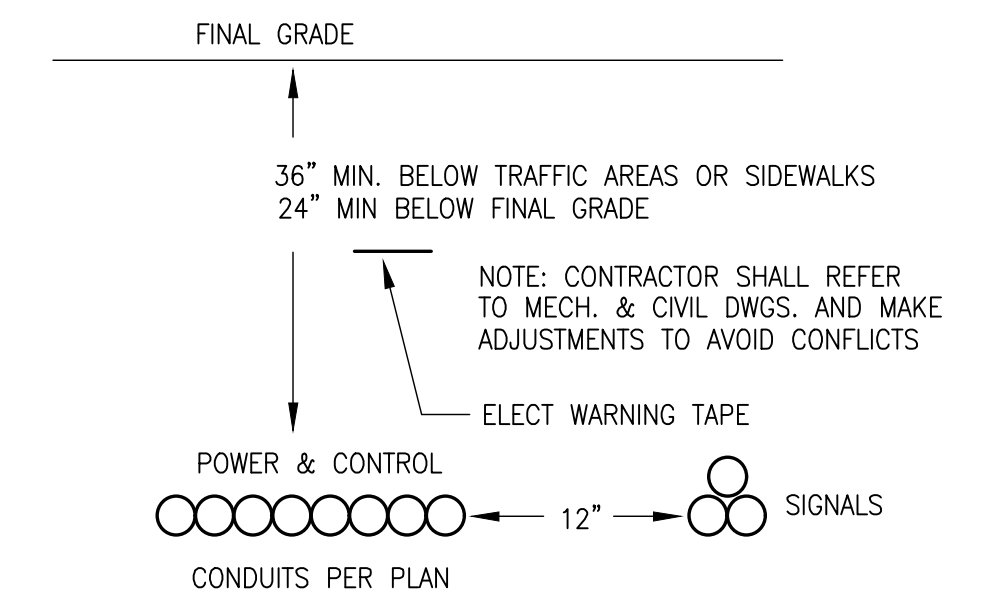 FINAL GRADE
36" MIN. BELOW TRAFFIC AREAS OR SIDEWALKS
24" MIN BELOW FINAL GRADE
NOTE: CONTRACTOR SHALL REFER
TO MECH. & CIVIL DWGS. AND MAKE
ADJUSTMENTS TO AVOID CONFLICTS
ELECT WARNING TAPE
POWER & CONTROL
12"
SIGNALS
CONDUITS PER PLAN